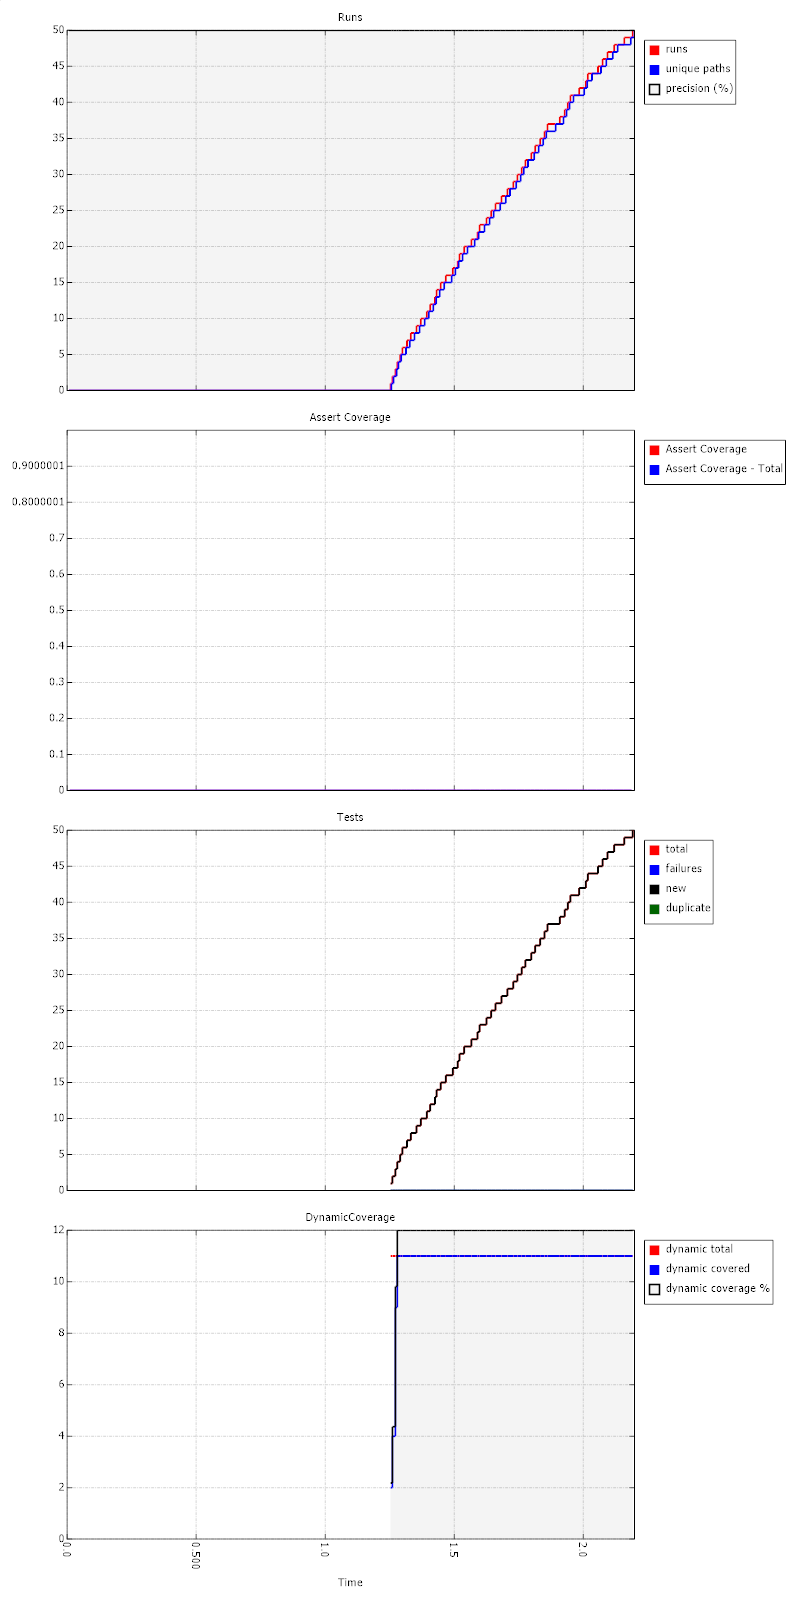 Runs
50
45
40
35
30
25
20
15
10
5
0
runs
unique paths
precision (%)
Assert Coverage
0.9000001
0.8000001
0.7
0.6
0.5
0.4
0.3
0.2
0.1
0
Assert Coverage
Assert Coverage - Total
Tests
50
45
40
35
30
25
20
15
10
5
0
total
failures
new
duplicate
DynamicCoverage
12
10
8
6
4
2
0
dynamic total
dynamic covered
dynamic coverage %
0.0
0.500
1.0
1.5
2.0
Time